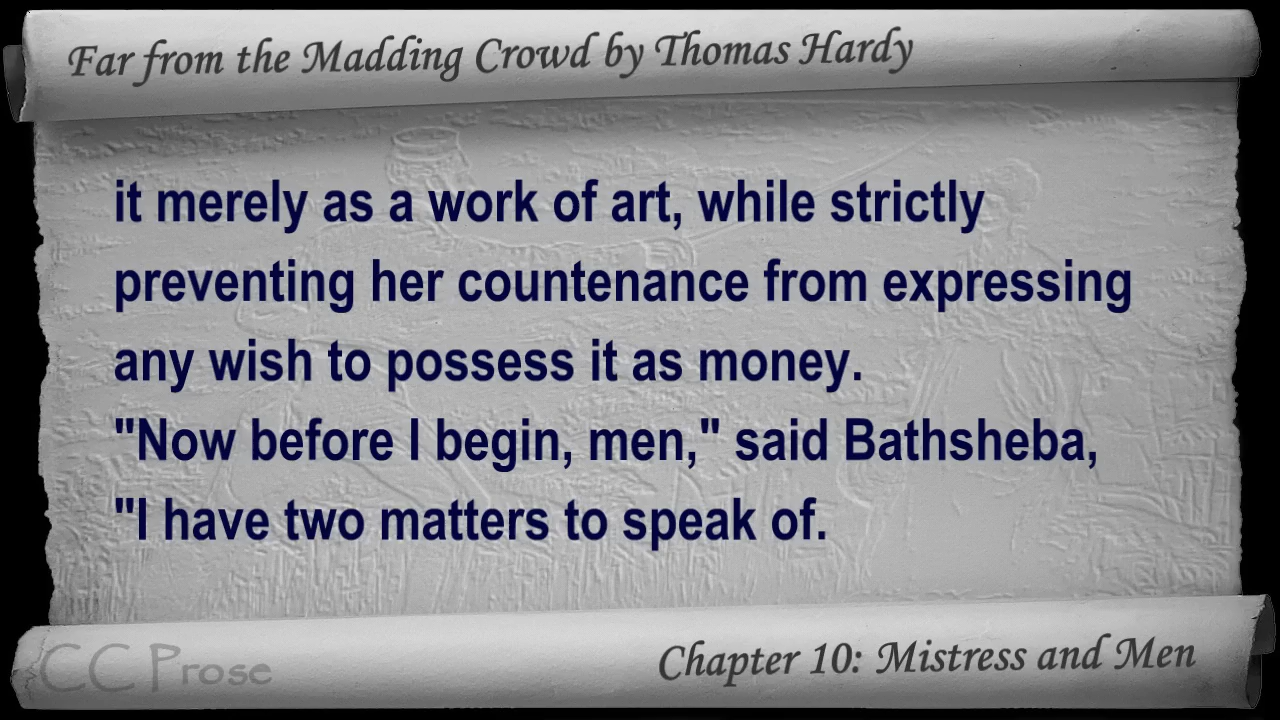 Far from the Madding Crowd by Thomas Hardy
it merely as a work of art, while strictly
preventing her countenance from expressing
any wish to possess it as money.
"Now before I begin, men," said Bathsheba,
"I have two matters to speak of.
CC Prose
Chapter 10: Mistress and Men